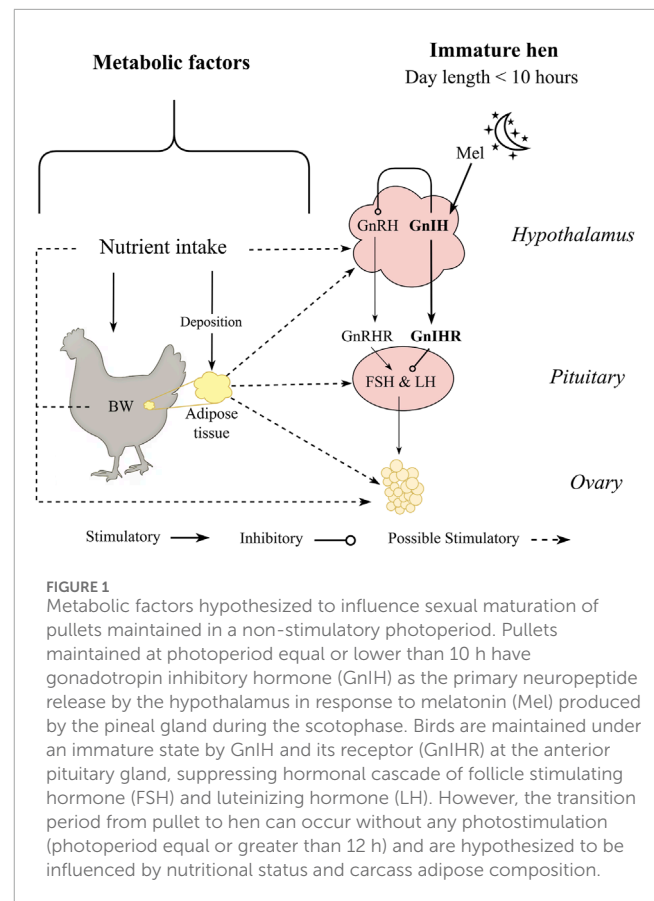 Metabolic factors
Immature hen
Day length < 10 hours
Mel
GnRH GnIH
Hypothalamus
Nutrient intake
Deposition
GnRHR GnIHR
BW
Adipose
tissue
FSH & LH
Pituitary
Ovary
Stimulatory Inhibitory Possible Stimulatory
FIGURE 1
Metabolic factors hypothesized to influence sexual maturation of
pullets maintained in a non-stimulatory photoperiod. Pullets
maintained at photoperiod equal or lower than 10 h have
gonadotropin inhibitory hormone (GnIH) as the primary neuropeptide
release by the hypothalamus in response to melatonin (Mel) produced
by the pineal gland during the scotophase. Birds are maintained under
an immature state by GnIH and its receptor (GnIHR) at the anterior
pituitary gland, suppressing hormonal cascade of follicle stimulating
hormone (FSH) and luteinizing hormone (LH). However, the transition
period from pullet to hen can occur without any photostimulation
(photoperiod equal or greater than 12 h) and are hypothesized to be
influenced by nutritional status and carcass adipose composition.